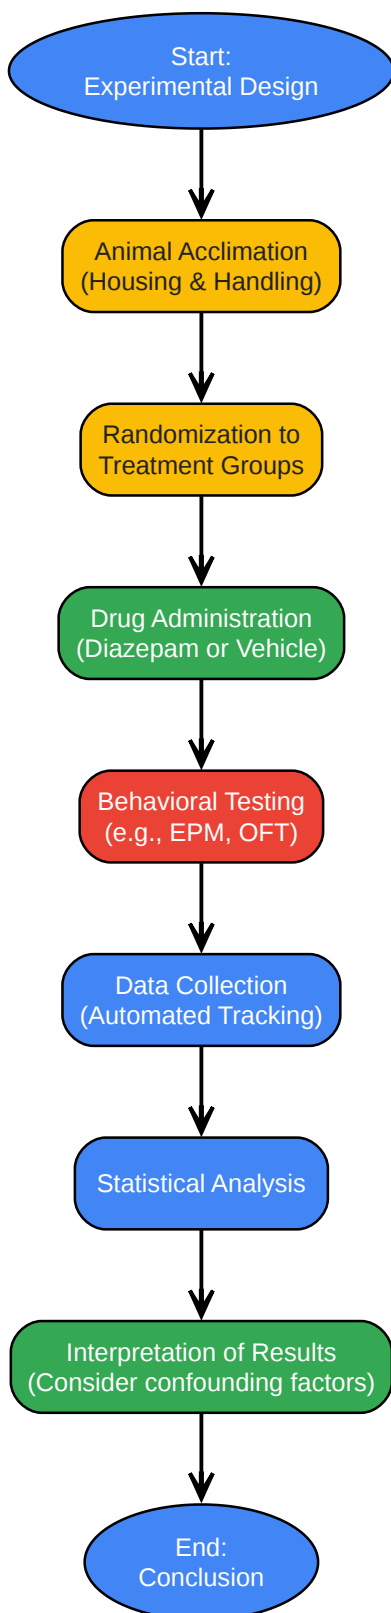 Start:
Experimental Design
Animal Acclimation
(Housing & Handling)
Randomization to
Treatment Groups
Drug Administration
(Diazepam or Vehicle)
Behavioral Testing
(e.g., EPM, OFT)
Data Collection
(Automated Tracking)
Statistical Analysis
Interpretation of Results
(Consider confounding factors)
End:
Conclusion